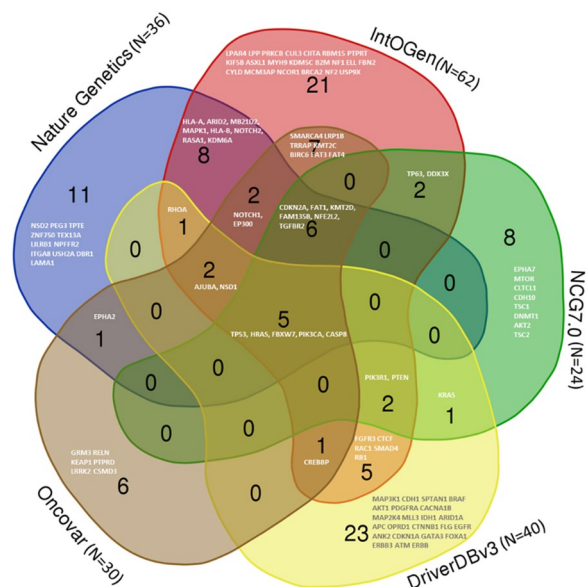 Nature Genetics (N=36)
IntOGen(N=62)
NCG7.0 (N=24)
DriverDBv3 (N=40)
Oncovar (N=30)
LPAR4 LPP PRKCB CUL3 CIITA RBM15 PTPRT
KIF5B ASXL1 MYH9 KDM5C B2M NF1 ELL FBN2
CYLD MCM3AP NCOR1 BRCA2 NF2 USP9X
21
HLA-A, ARID2, MB21D2,
MAPK1, HLA-B, NOTCH2,
RASA1, KDM6A
8
SMARCA4 LRP1B
TRRAP KMT2C
BIRC6 FAT3 FAT4
7
0
TP63, DDX3X
2
11
NSD2 PEG3 TPTE
ZNF750 TEX13A
LILRB1 NPFFR2
ITGA8 USH2A DBR1
LAMA1
RHOA
1
2
NOTCH1,
EP300
CDKN2A, FAT1, KMT2D,
FAM135B, NFE2L2,
TGFBR2
6
8
EPHA7
MTOR
CLTCL1
CDH10
TSC1
DNMT1
AKT2
TSC2
0
0
0
2
AJUBA, NSD1
0
0
0
5
TP53, HRAS, FBXW7, PIK3CA, CASP8
EPHA2
1
0
0
0
PIK3R1, PTEN
2
KRAS
1
0
0
1
CREBBP
FGFR3 CTCF
RAC1 SMAD4
RB1
5
GRM3 RELN
KEAP1 PTPRD
LRRK2 CSMD3
6
0
MAP3K1 CDH1 SPTAN1 BRAF
AKT1 PDGFRA CACNA1B
MAP2K4 MLL3 IDH1 ARID1A
APC OPRD1 CTNNB1 FLG EGFR
ANK2 CDKN1A GATA3 FOXA1
ERBB3 ATM ERBB
23